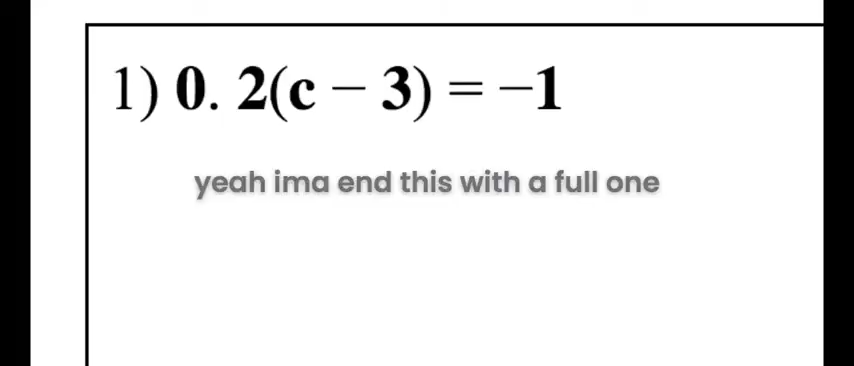 1) 0. 2(c − 3) = −1
yeah ima end this with a full one